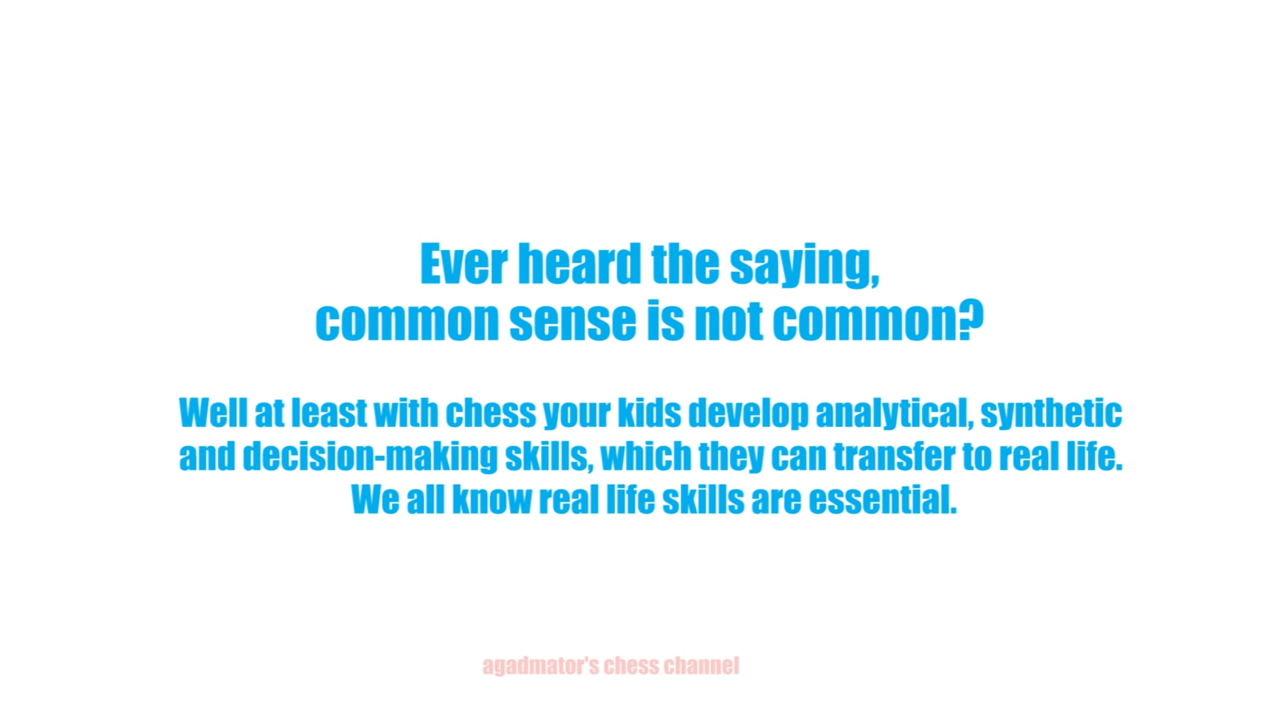 Ever heard the saying,
common sense is not common?
Well at least with chess your kids develop analytical, synthetic
and decision-making skills, which they can transfer to real life.
We all know real life skills are essential.
agadmator's chess channel